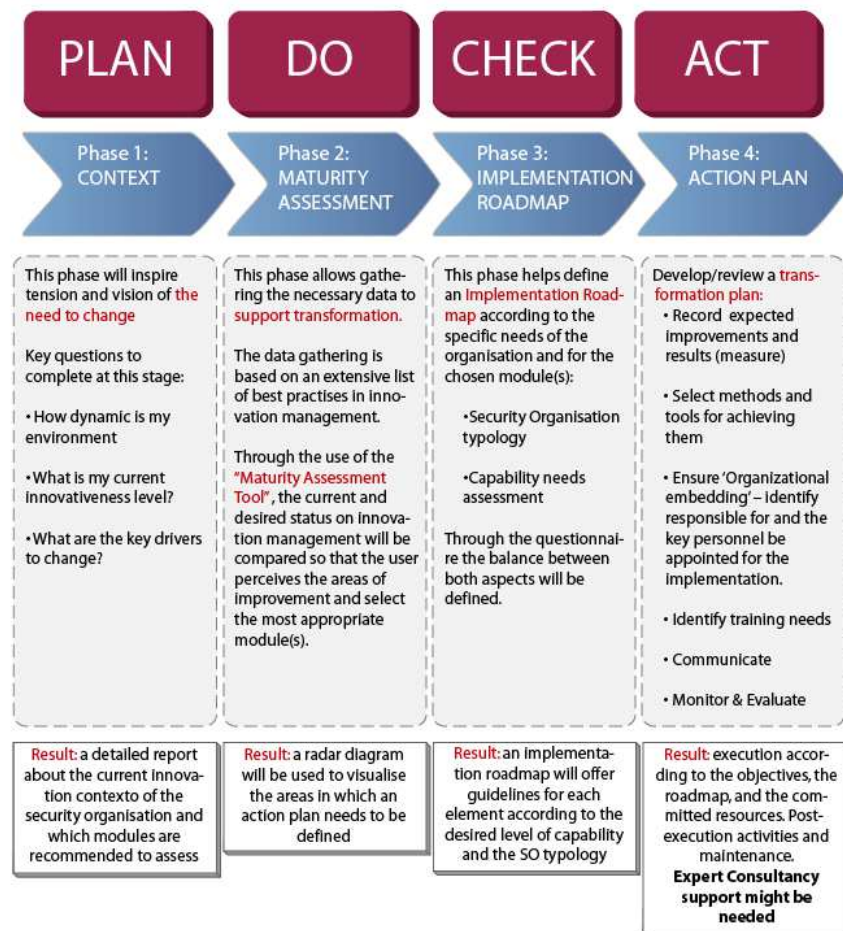 PLAN
DO
CHECK
ACT
Phase 1:
CONTEXT
Phase 2:
MATURITY
ASSESSMENT
Phase 3:
IMPLEMENTATION
ROADMAP
Phase 4:
ACTION PLAN
This phase will inspire
tension and vision of the
need to change
Key questions to
complete at this stage:
• How dynamic is my
environment
• What is my current
innovativeness level?
• What are the key drivers
to change?
This phase allows gathe-
ring the necessary data to
support transformation.
The data gathering is
based on an extensive list
of best practises in inno-
vation management.
Through the use of the
"Maturity Assessment
Tool", the current and
desired status on innova-
tion management will be
compared so that the user
perceives the areas of
improvement and select
the most appropriate
module(s).
This phase helps define
an Implementation Road-
map according to the
specific needs of the
organisation and for the
chosen module(s):
•Security Organisation
typology
•Capability needs
assessment
Through the questionnai-
re the balance between
both aspects will be
defined.
Develop/review a trans-
formation plan:
• Record expected
improvements and
results (measure)
• Select methods and
tools for achieving
them
• Ensure 'Organizational
embedding' – identify
responsible for and the
key personnel be
appointed for the
implementation.
• Identify training needs
• Communicate
• Monitor & Evaluate
Result: a detailed report
about the current innova-
tion contexto of the
security organisation and
which modules are
recommended to assess
Result: a radar diagram
will be used to visualise
the areas in which an
action plan needs to be
defined
Result: an implementa-
tion roadmap will offer
guidelines for each
element according to the
desired level of capability
and the SO typology
Result: execution accor-
ding to the objectives, the
roadmap, and the com-
mitted resources. Post-
execution activities and
maintenance.
Expert Consultancy
support might be
needed